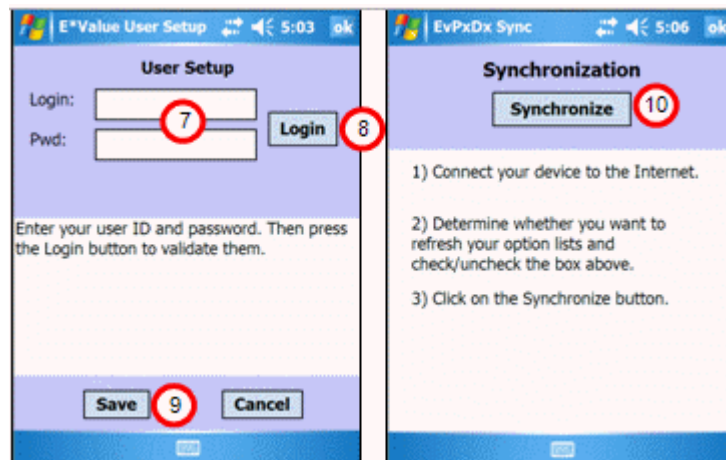 E*Value User Setup 5:03 ok
User Setup
Login:
7
Pwd:
Login 8
Enter your user ID and password. Then press
the Login button to validate them.
Save 9 Cancel
EvPxDx Sync 5:06 ok
Synchronization
Synchronize 10
1) Connect your device to the Internet.
2) Determine whether you want to
refresh your option lists and
check/uncheck the box above.
3) Click on the Synchronize button.